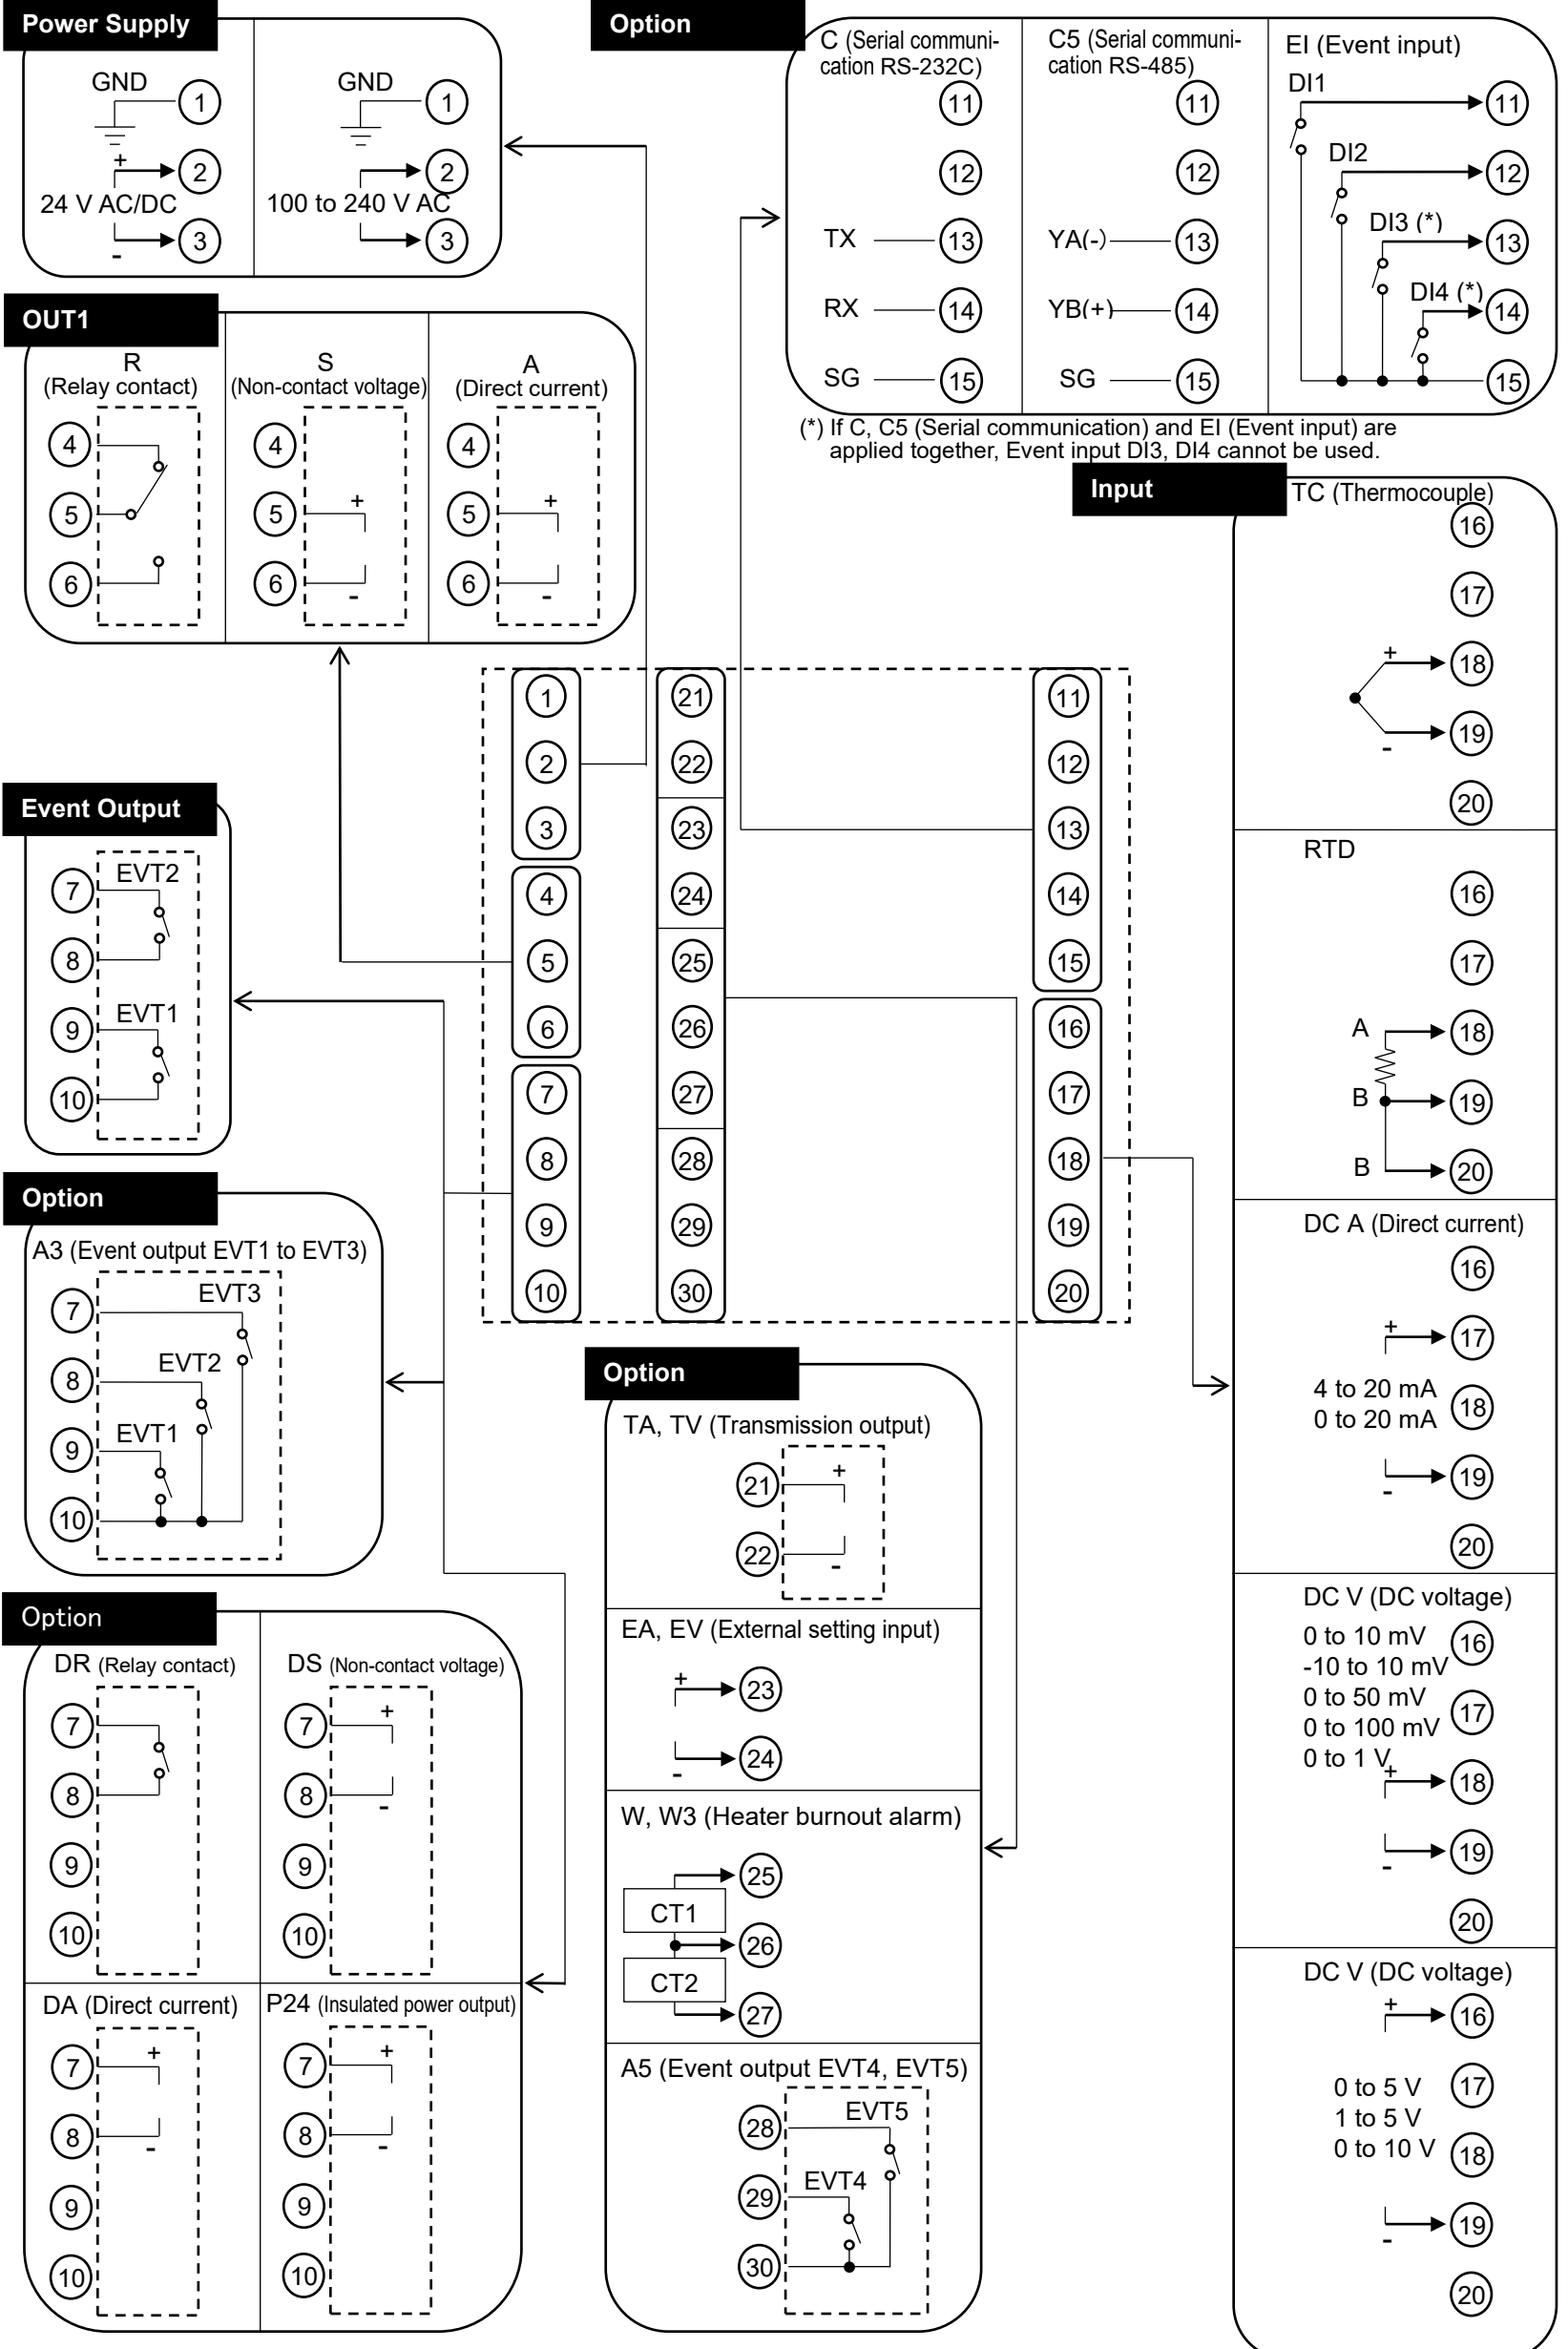 Power Supply
GND
1
+
2
24 V AC/DC
3
-
GND
1
2
100 to 240 V AC
3
Option
C (Serial communi-
cation RS-232C)
11
12
TX
13
RX
14
SG
15
C5 (Serial communi-
cation RS-485)
11
12
YA(-)
13
YB(+)
14
SG
15
EI (Event input)
DI1
11
DI2
12
DI3 (*)
13
DI4 (*)
14
15
(*) If C, C5 (Serial communication) and EI (Event input) are
applied together, Event input DI3, DI4 cannot be used.
OUT1
R
(Relay contact)
4
5
6
S
(Non-contact voltage)
4
5
+
6
-
A
(Direct current)
4
5
+
6
-
1
2
3
4
5
6
7
8
9
10
21
22
23
24
25
26
27
28
29
30
11
12
13
14
15
16
17
18
19
20
Event Output
EVT2
7
8
EVT1
9
10
Option
A3 (Event output EVT1 to EVT3)
EVT3
7
EVT2
8
EVT1
9
10
Option
DR (Relay contact)
7
8
9
10
DS (Non-contact voltage)
+
7
8
-
9
10
DA (Direct current)
+
7
8
-
9
10
P24 (Insulated power output)
+
7
8
-
9
10
Option
TA, TV (Transmission output)
+
21
22
-
EA, EV (External setting input)
+
23
24
-
W, W3 (Heater burnout alarm)
25
CT1
26
CT2
27
A5 (Event output EVT4, EVT5)
EVT5
28
EVT4
29
30
Input
TC (Thermocouple)
16
17
+
18
19
-
20
RTD
16
17
A
18
B
19
B
20
DC A (Direct current)
16
+
17
4 to 20 mA
0 to 20 mA
18
19
-
20
DC V (DC voltage)
0 to 10 mV
16
-10 to 10 mV
0 to 50 mV
17
0 to 100 mV
0 to 1 V
+
18
19
-
20
DC V (DC voltage)
+
16
17
0 to 5 V
1 to 5 V
0 to 10 V
18
19
-
20